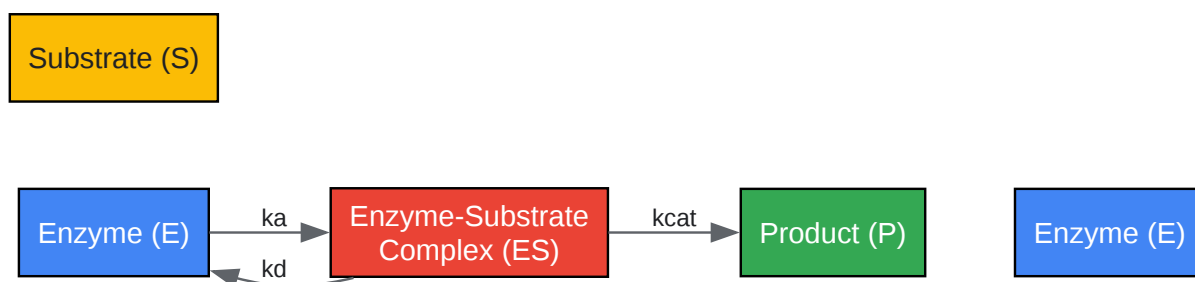 Substrate (S)
Enzyme (E)
ka
kd
Enzyme-Substrate
Complex (ES)
kcat
Product (P)
Enzyme (E)